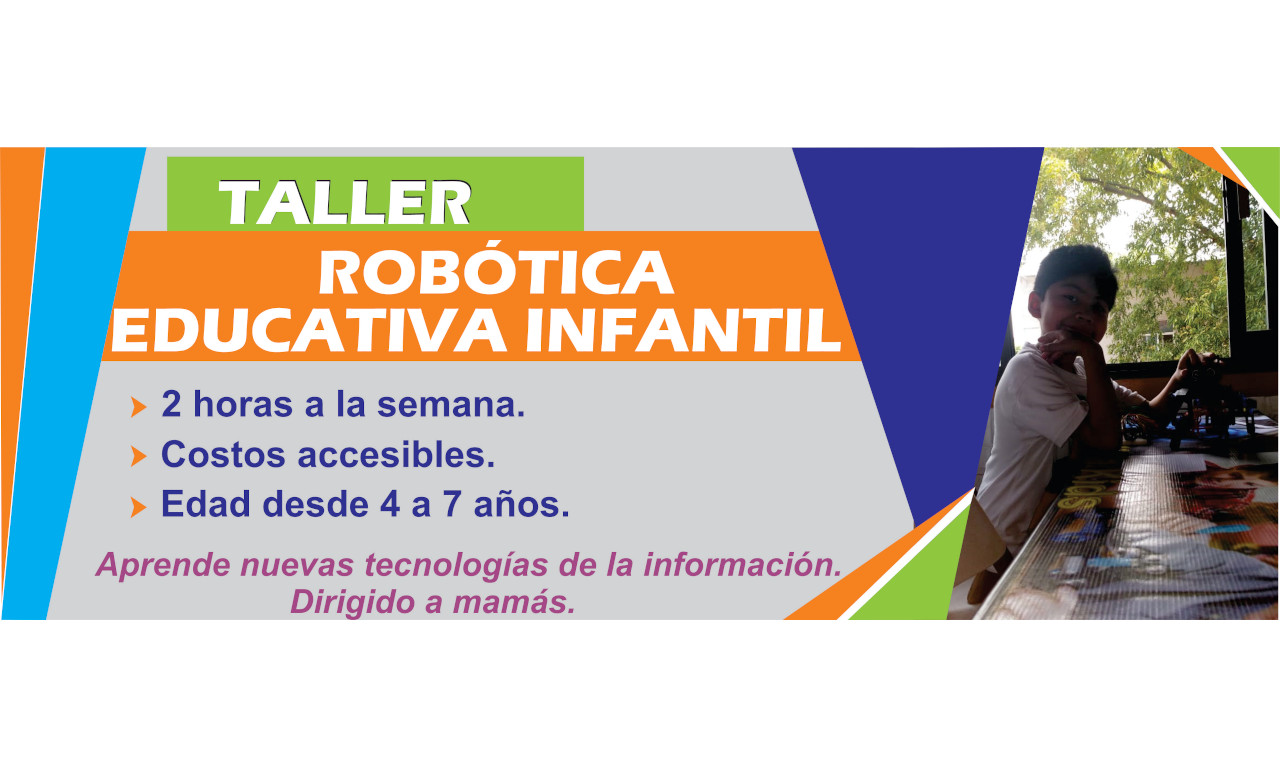 TALLER
ROBÓTICA
EDUCATIVA INFANTIL
2 horas a la semana.
Costos accesibles.
Edad desde 4 a 7 años.
Aprende nuevas tecnologías de la información.
Dirigido a mamás.